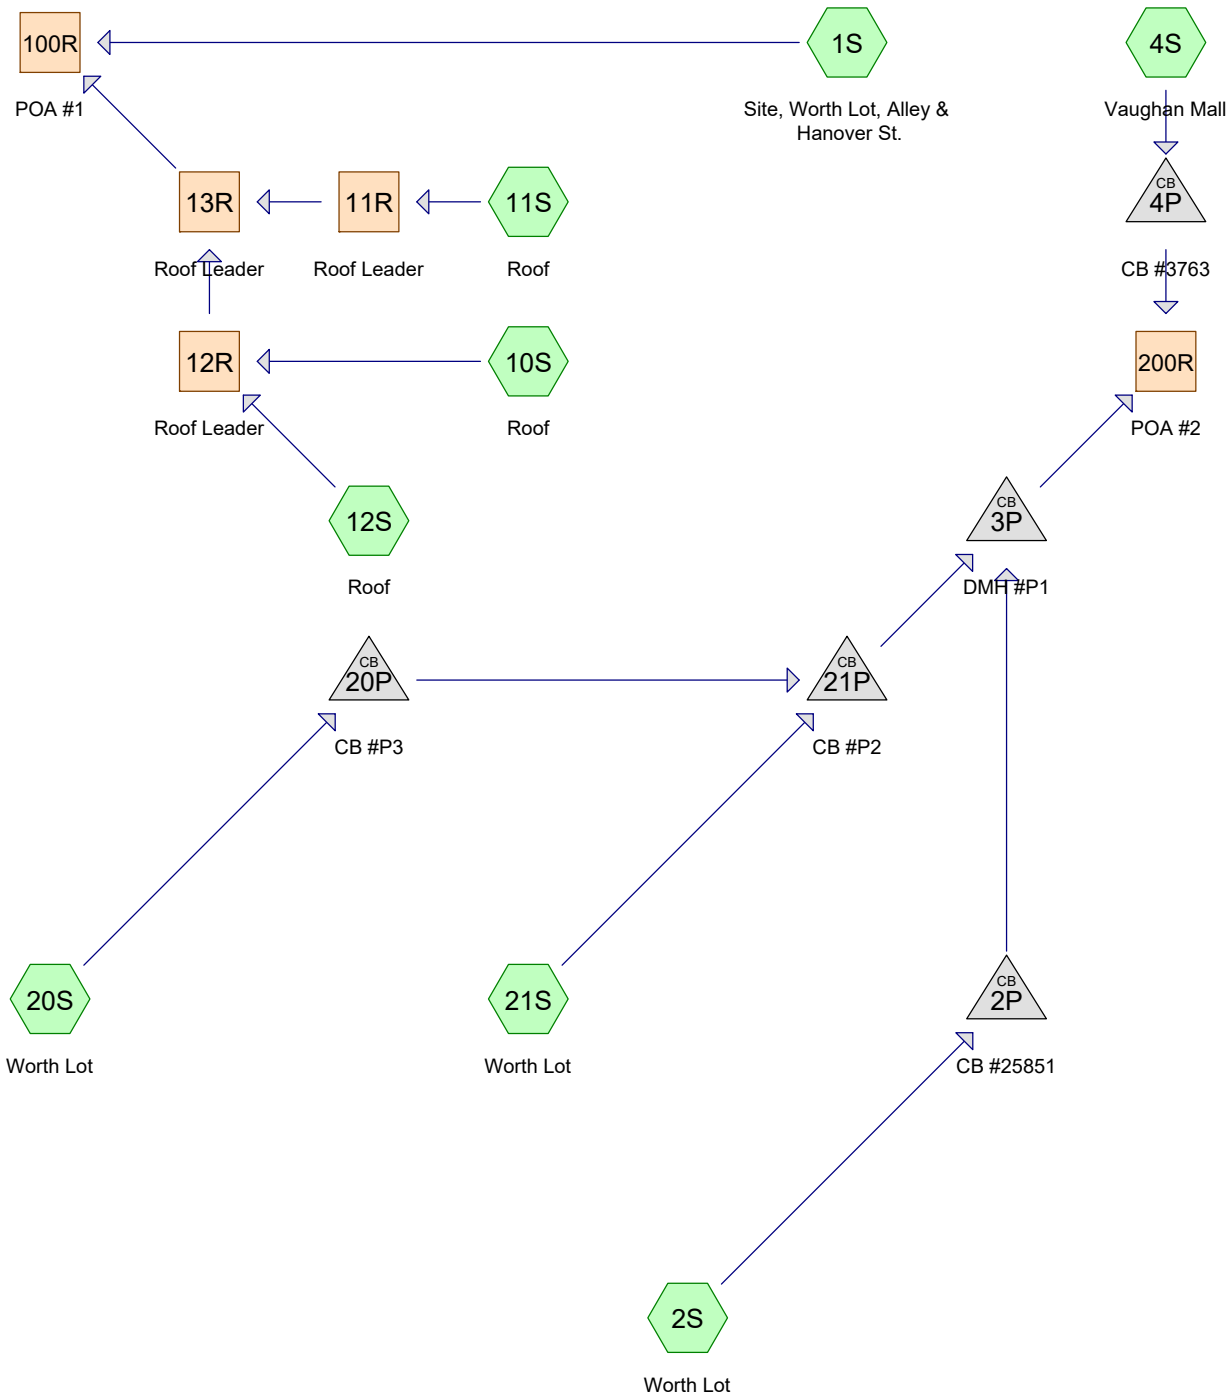 100R
POA #1
1S
Site, Worth Lot, Alley &
Hanover St.
4S
Vaughan Mall
13R
Roof Leader
11R
Roof Leader
11S
Roof
CB
4P
CB #3763
12R
Roof Leader
10S
Roof
200R
POA #2
12S
Roof
CB
3P
DMH #P1
CB
20P
CB #P3
CB
21P
CB #P2
20S
Worth Lot
21S
Worth Lot
CB
2P
CB #25851
2S
Worth Lot